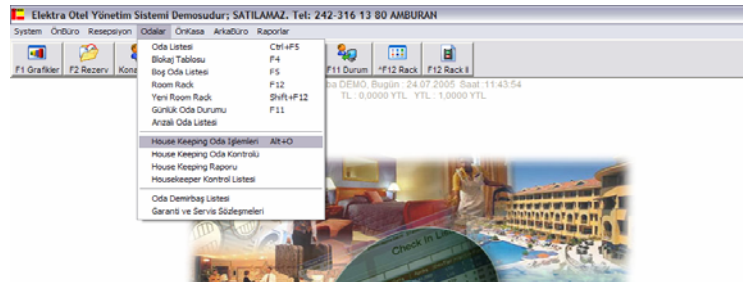 Elektra Otel Yönetim Sistemi Demosudur; SATILAMAZ. Tel: 242-316 13 80 AMBURAN
System ÖnBüro Resepsiyon Odalar ÖnKasa ArkaBüro Raporlar
F1 Grafikler F2 Rezerv F11 Durum ^F12 Rack F12 Rack II
Oda Listesi Ctrl+F5
Blokaj Tablosu F4
Boş Oda Listesi F5
Room Rack F12
Yeni Room Rack Shift+F12
Günlük Oda Durumu F11
Arızalı Oda Listesi
House Keeping Oda İşlemleri Alt+O
House Keeping Oda Kontrolü
House Keeping Raporu
Housekeeper Kontrol Listesi
Oda Demirbaş Listesi
Garanti ve Servis Sözleşmeleri
DEMO, Bugün : 24.07.2005 Saat :11:43:54
TL : 0,0000 YTL YTL : 1,0000 YTL
Check In